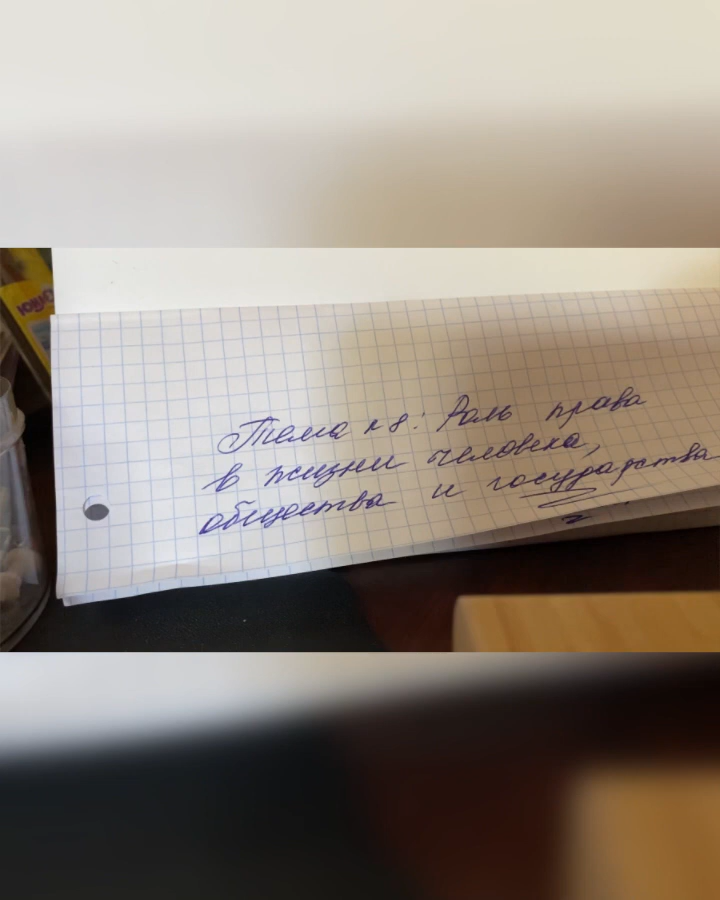 Тема №8: Роль права
в жизни человека,
общества и государства